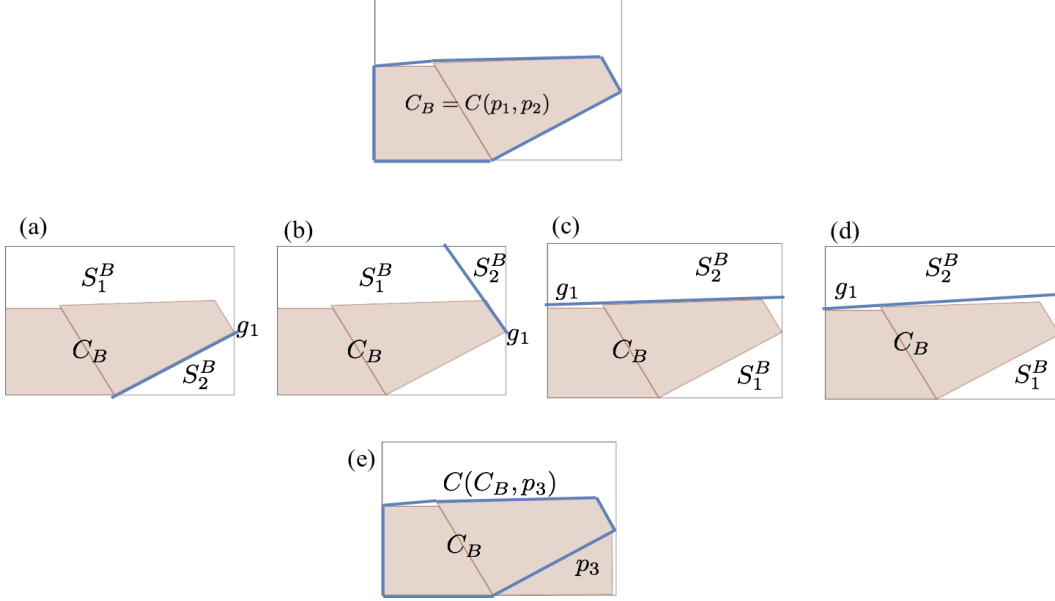 C_B = C(p_1, p_2)
(a) (b) (c) (d)
S_1^B S_1^B S_2^B S_2^B S_2^B
g_1 g_1
g_1 g_1
C_B C_B C_B C_B
S_2^B S_1^B S_1^B
(e)
C(C_B, p_3)
C_B
p_3